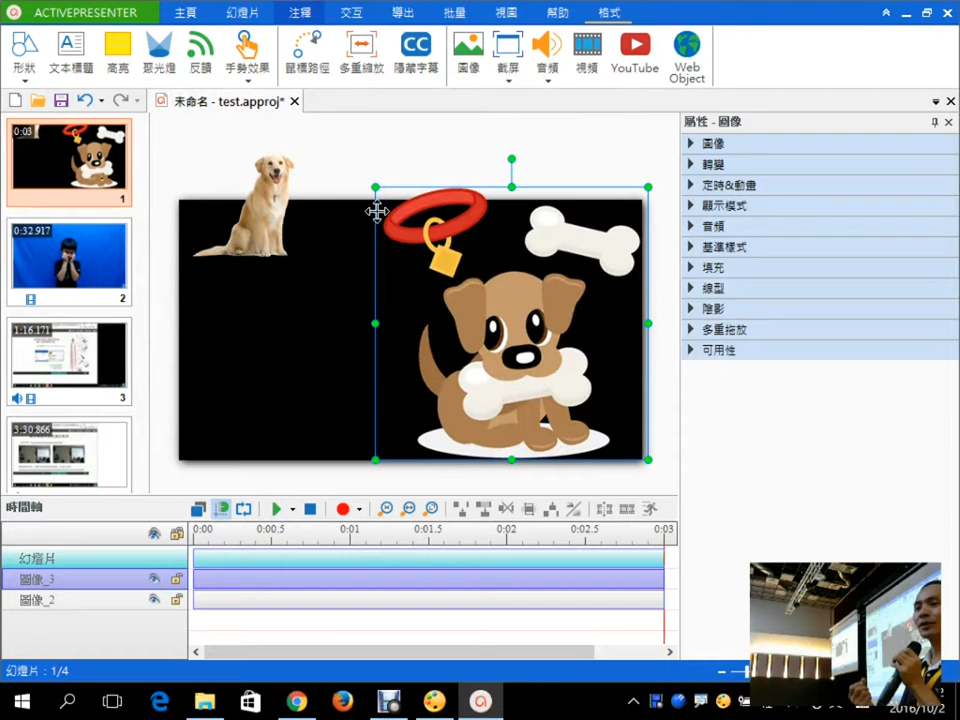 ACTIVEPRESENTER 主頁 幻燈片 注釋 交互 導出 批量 視圖 幫助 格式
形狀 文本標題 高亮 聚光燈 反饋 手勢效果 鼠標路徑 多重縮放 CC 隱藏字幕 圖像 截屏 音頻 視頻 YouTube Web Object
未命名 - test.approj*
屬性 - 圖像
圖像
轉變
定時&動畫
顯示模式
音頻
基準樣式
填充
線型
陰影
多重拖放
可用性
0:03
1
0:32.917
2
1:16.171
3
3:30.866
時間軸
0:00 0:00.5 0:01 0:01.5 0:02 0:02.5 0:03
幻燈片
圖像_3
圖像_2
幻燈片：1/4
2016/10/2